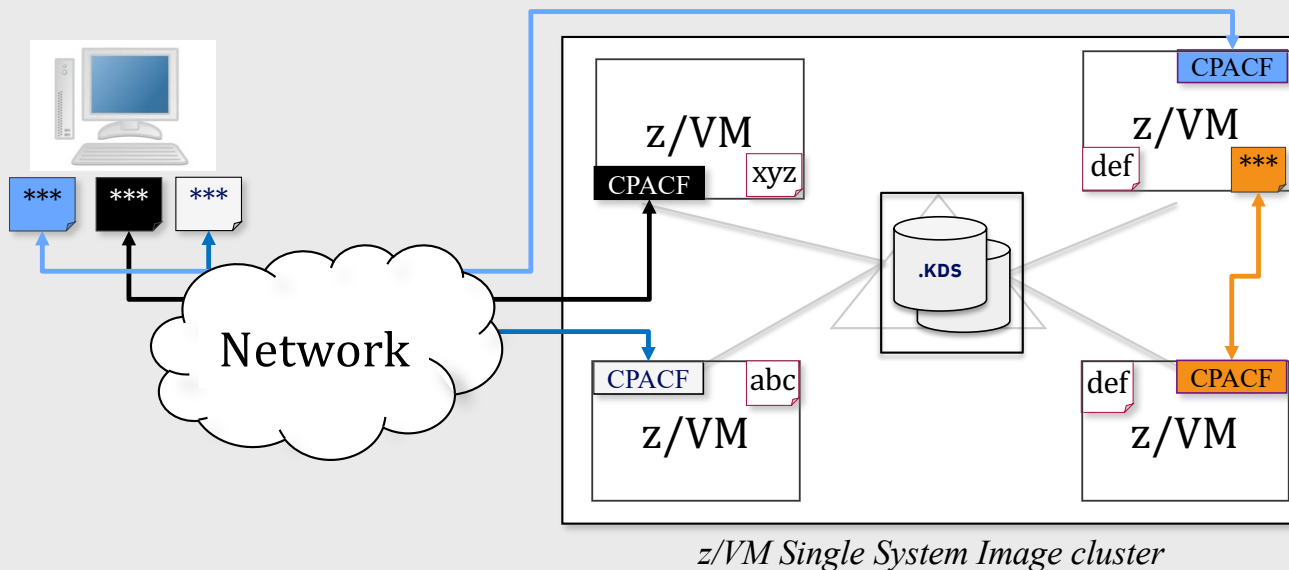 CPACF
z/VM
xyz
CPACF
z/VM
def
***
***
***
***
CPACF
.KDS
Network
CPACF
abc
z/VM
def
CPACF
z/VM
z/VM Single System Image cluster